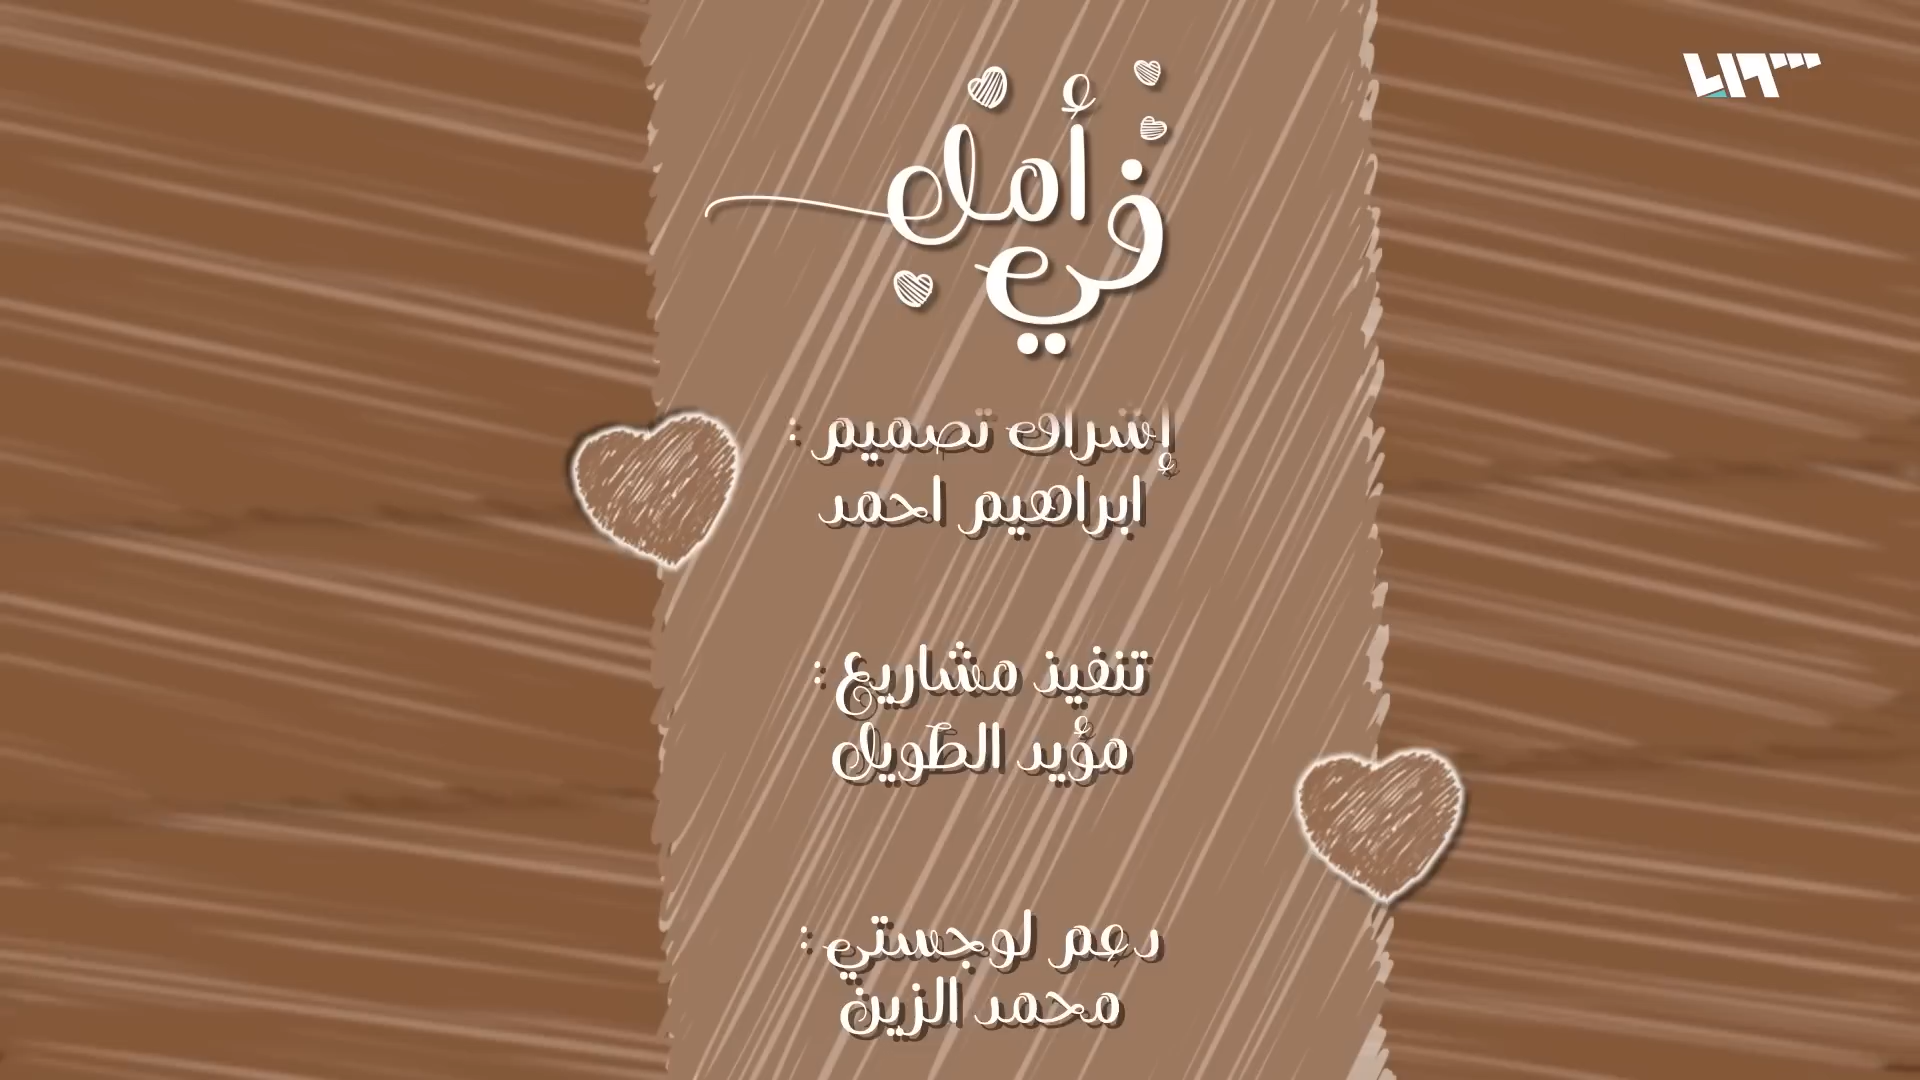 في أمل
إشراف تصميم :
ابراهيم احمد
تنفيذ مشاريع :
مؤيد الطويل
دعم لوجستي :
محمد الزين